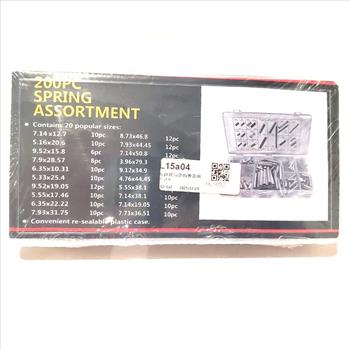 200PC
SPRING
ASSORTMENT
• Contains 20 popular sizes:
7.14x12.7 10pc 8.73x46.8 12pc
5.16x20.6 10pc 7.93x44.45 12pc
9.52x15.8 6pc 7.14x50.8
7.9x28.57 8pc 3.96x79.3
6.35x10.31 10pc 9.12x34.9
5.33x25.4 10pc 4.76x44.45
9.52x19.05 12pc 5.55x38.1
5.55x17.46 10pc 7.14x38.1 10pc
6.35x22.22 10pc 7.14x19.05 10pc
7.93x31.75 10pc 7.73x36.51 10pc
• Convenient re-sealable plastic case.
L15a04